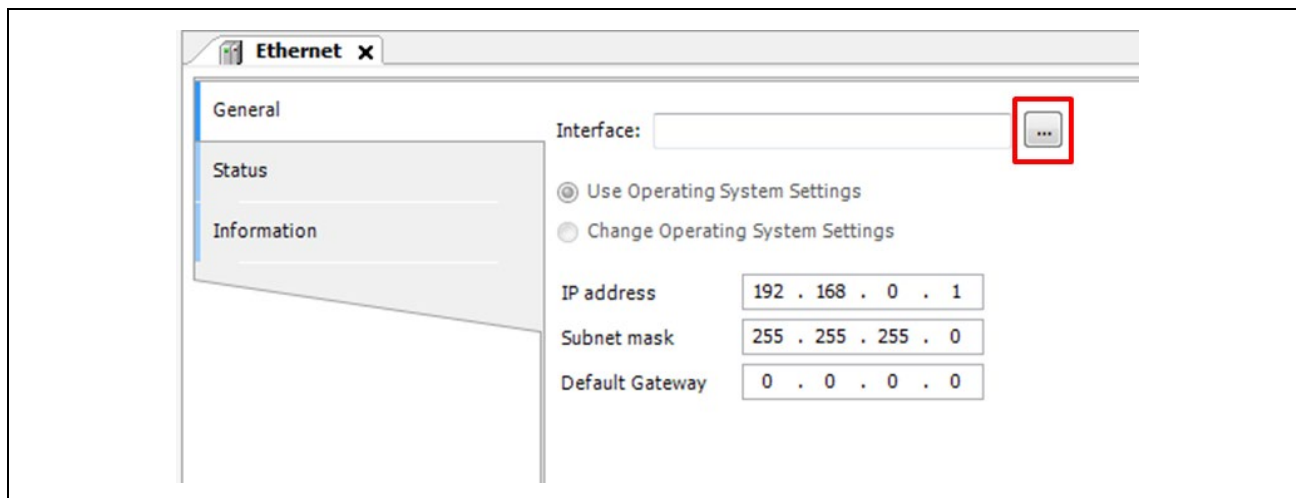 Ethernet x
General
Interface: ...
Status
Use Operating System Settings
Information
Change Operating System Settings
IP address 192 . 168 . 0 . 1
Subnet mask 255 . 255 . 255 . 0
Default Gateway 0 . 0 . 0 . 0